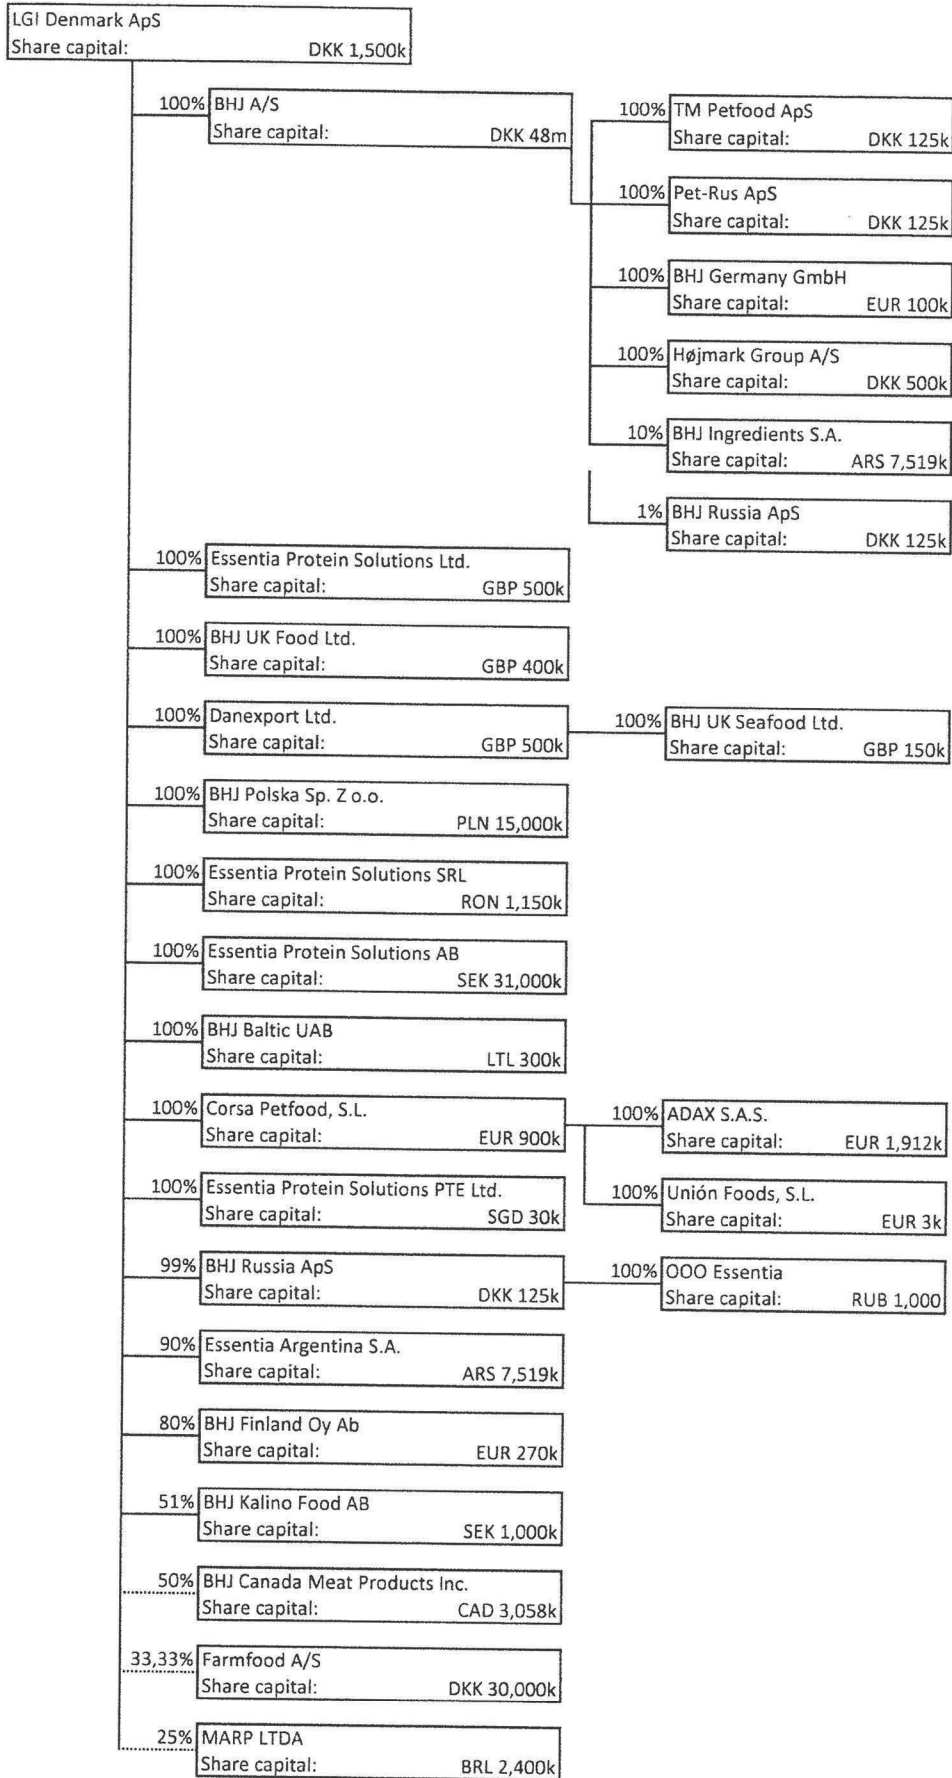 LGI Denmark ApS
Share capital: DKK 1,500k
100% BHJ A/S
Share capital: DKK 48m
100% TM Petfood ApS
Share capital: DKK 125k
100% Pet-Rus ApS
Share capital: DKK 125k
100% BHJ Germany GmbH
Share capital: EUR 100k
100% Højmark Group A/S
Share capital: DKK 500k
10% BHJ Ingredients S.A.
Share capital: ARS 7,519k
1% BHJ Russia ApS
Share capital: DKK 125k
100% Essentia Protein Solutions Ltd.
Share capital: GBP 500k
100% BHJ UK Food Ltd.
Share capital: GBP 400k
100% Danexport Ltd.
Share capital: GBP 500k
100% BHJ UK Seafood Ltd.
Share capital: GBP 150k
100% BHJ Polska Sp. Z o.o.
Share capital: PLN 15,000k
100% Essentia Protein Solutions SRL
Share capital: RON 1,150k
100% Essentia Protein Solutions AB
Share capital: SEK 31,000k
100% BHJ Baltic UAB
Share capital: LTL 300k
100% Corsa Petfood, S.L.
Share capital: EUR 900k
100% ADAX S.A.S.
Share capital: EUR 1,912k
100% Unión Foods, S.L.
Share capital: EUR 3k
100% Essentia Protein Solutions PTE Ltd.
Share capital: SGD 30k
99% BHJ Russia ApS
Share capital: DKK 125k
100% OOO Essentia
Share capital: RUB 1,000
90% Essentia Argentina S.A.
Share capital: ARS 7,519k
80% BHJ Finland Oy Ab
Share capital: EUR 270k
51% BHJ Kalino Food AB
Share capital: SEK 1,000k
50% BHJ Canada Meat Products Inc.
Share capital: CAD 3,058k
33,33% Farmfood A/S
Share capital: DKK 30,000k
25% MARP LTDA
Share capital: BRL 2,400k